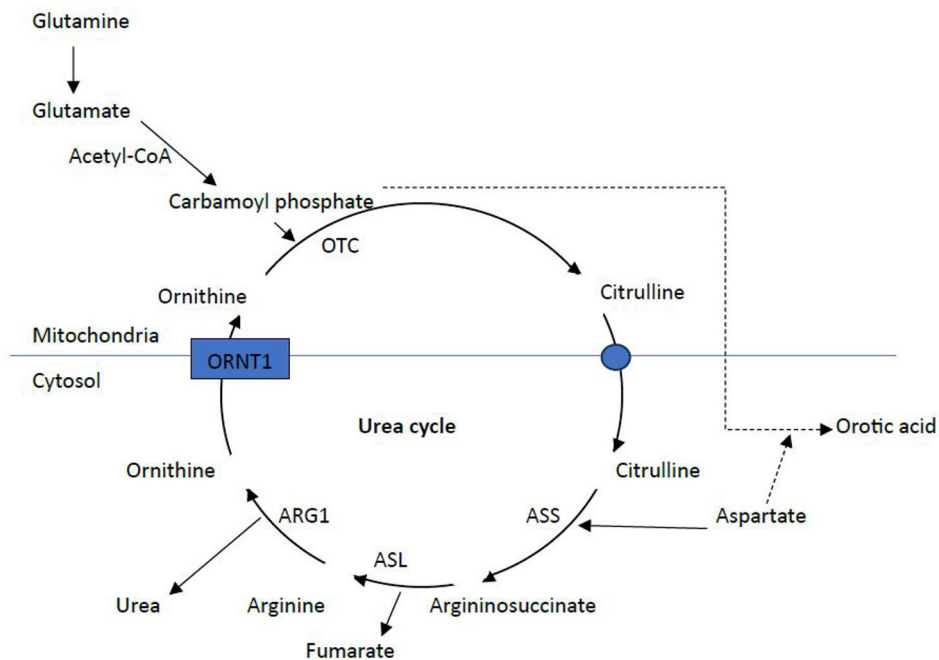 Glutamine
Glutamate
Acetyl-CoA
Carbamoyl phosphate
OTC
Ornithine
Citrulline
Mitochondria
ORNT1
Cytosol
Urea cycle
Orotic acid
Ornithine
Citrulline
ARG1
ASS
Aspartate
ASL
Urea
Arginine
Argininosuccinate
Fumarate